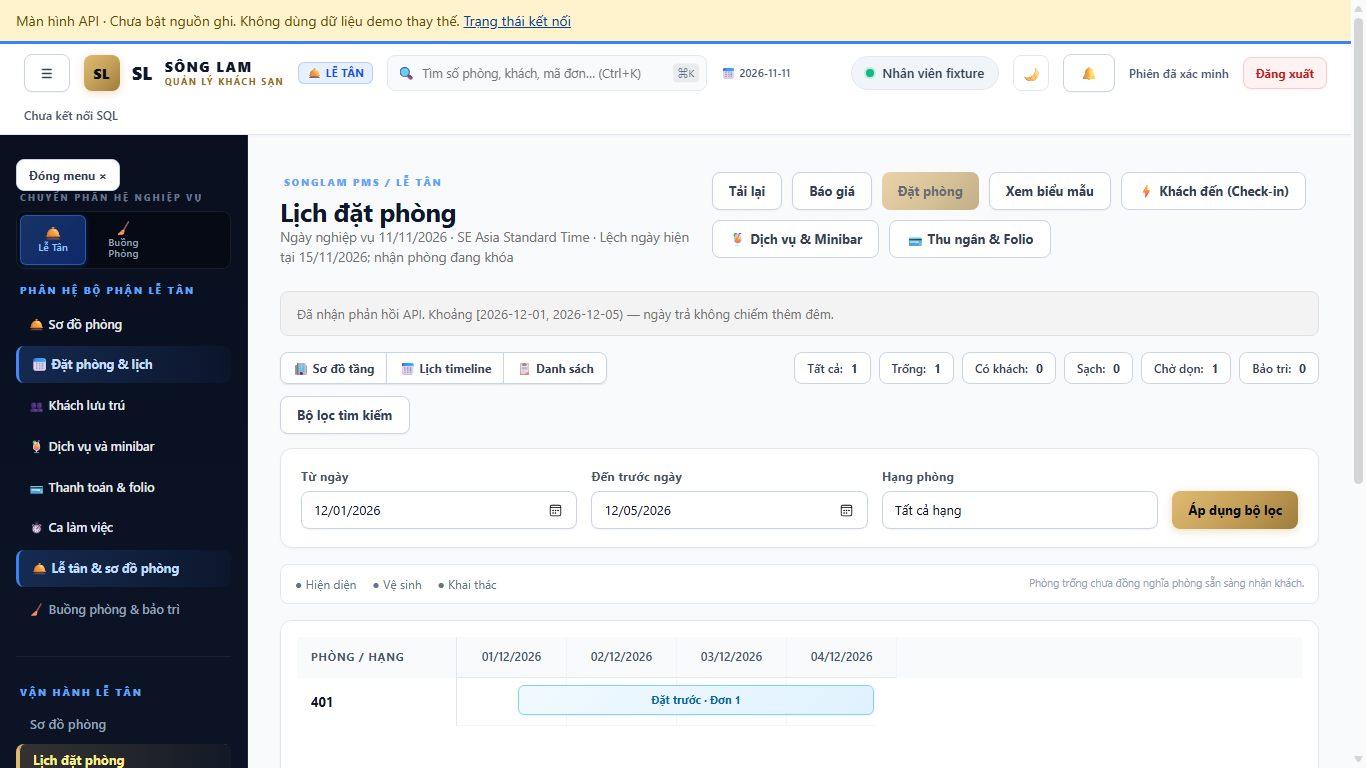 Màn hình API · Chưa bật nguồn ghi. Không dùng dữ liệu demo thay thế. Trạng thái kết nối
☰
SL
SL
SÔNG LAM
QUẢN LÝ KHÁCH SẠN
LỄ TÂN
Tìm số phòng, khách, mã đơn... (Ctrl+K)
⌘K
2026-11-11
Nhân viên fixture
Phiên đã xác minh
Đăng xuất
Chưa kết nối SQL
Đóng menu ×
CHUYỂN PHÂN HỆ NGHIỆP VỤ
Lễ Tân
Buồng
Phòng
PHÂN HỆ BỘ PHẬN LỄ TÂN
Sơ đồ phòng
Đặt phòng & lịch
Khách lưu trú
Dịch vụ và minibar
Thanh toán & folio
Ca làm việc
Lễ tân & sơ đồ phòng
Buồng phòng & bảo trì
VẬN HÀNH LỄ TÂN
Sơ đồ phòng
Lịch đặt phòng
SONGLAM PMS / LỄ TÂN
Lịch đặt phòng
Ngày nghiệp vụ 11/11/2026 · SE Asia Standard Time · Lệch ngày hiện
tại 15/11/2026; nhận phòng đang khóa
Tải lại
Báo giá
Đặt phòng
Xem biểu mẫu
Khách đến (Check-in)
Dịch vụ & Minibar
Thu ngân & Folio
Đã nhận phản hồi API. Khoảng [2026-12-01, 2026-12-05) — ngày trả không chiếm thêm đêm.
Sơ đồ tầng
Lịch timeline
Danh sách
Tất cả: 1
Trống: 1
Có khách: 0
Sạch: 0
Chờ dọn: 1
Bảo trì: 0
Bộ lọc tìm kiếm
Từ ngày
Đến trước ngày
Hạng phòng
12/01/2026
12/05/2026
Tất cả hạng
Áp dụng bộ lọc
● Hiện diện
● Vệ sinh
● Khai thác
Phòng trống chưa đồng nghĩa phòng sẵn sàng nhận khách.
PHÒNG / HẠNG
01/12/2026
02/12/2026
03/12/2026
04/12/2026
401
Đặt trước · Đơn 1